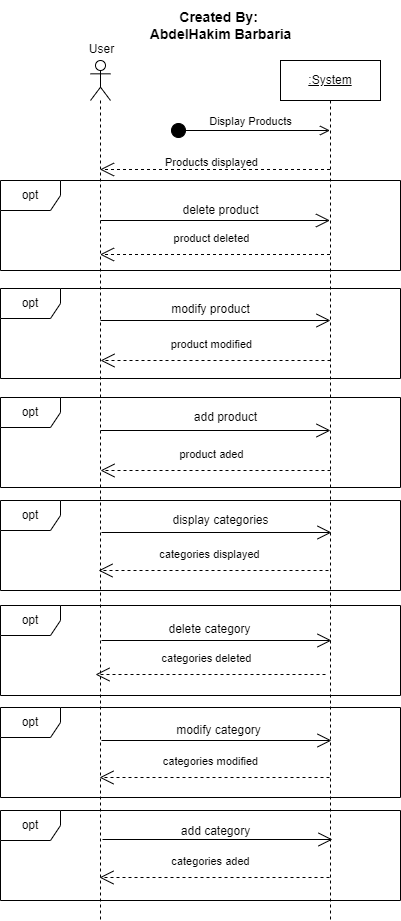 Created By:
AbdelHakim Barbaria
User
:System
Display Products
Products displayed
opt
delete product
product deleted
opt
modify product
product modified
opt
add product
product aded
opt
display categories
categories displayed
opt
delete category
categories deleted
opt
modify category
categories modified
opt
add category
categories aded